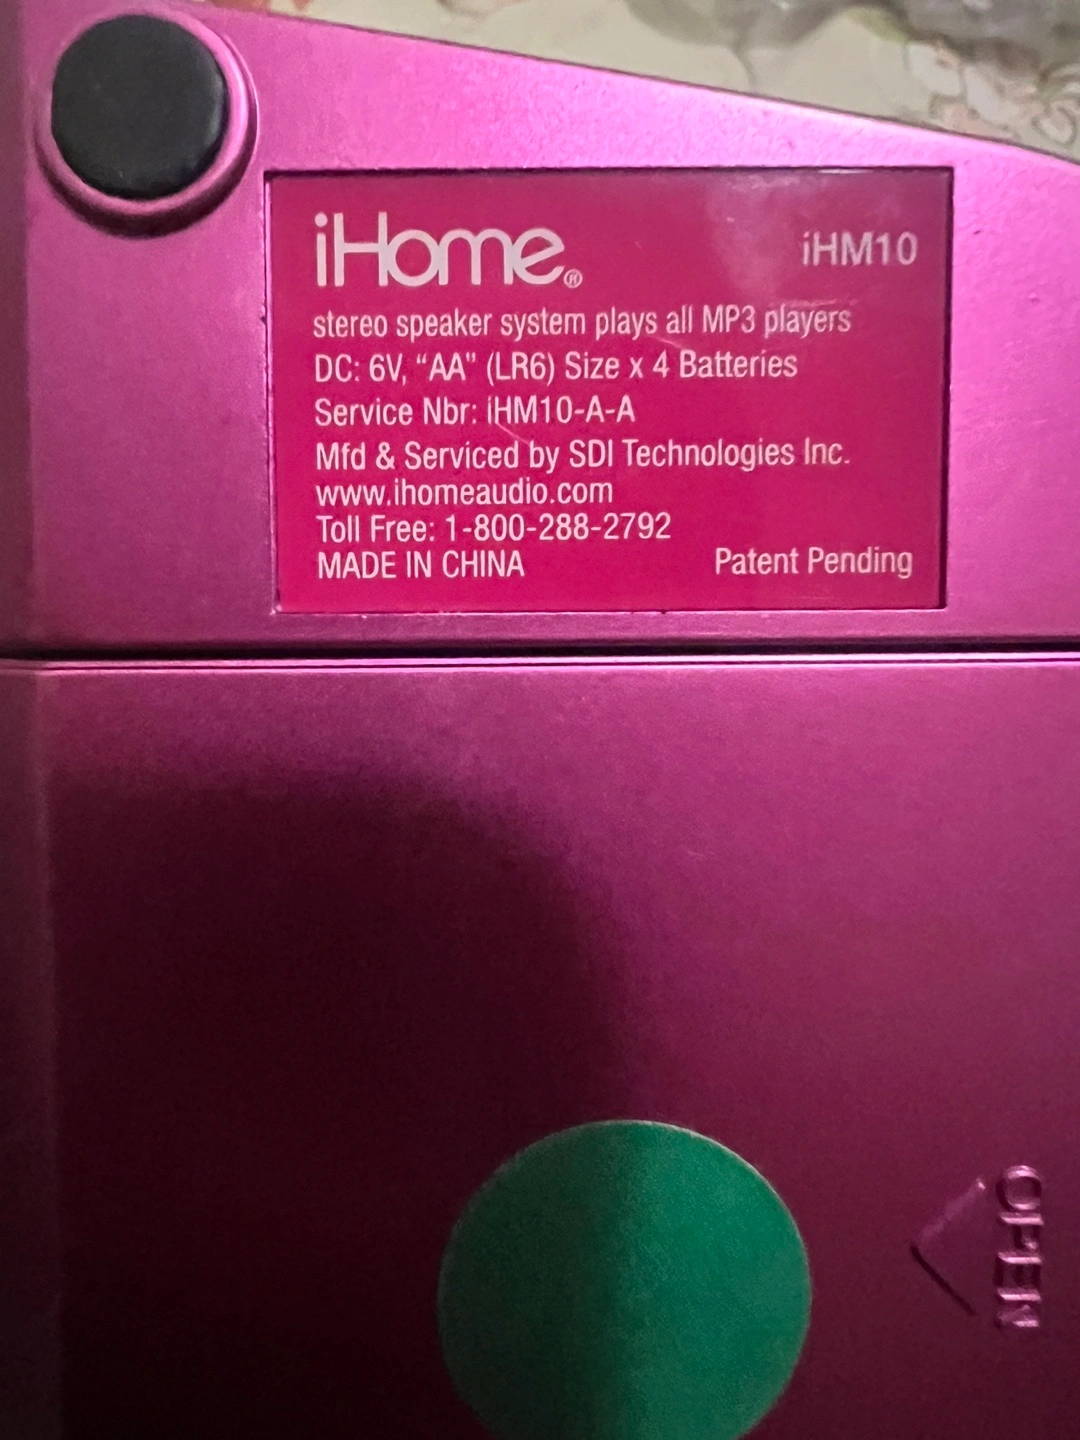 iHome®
iHM10
stereo speaker system plays all MP3 players
DC: 6V, “AA” (LR6) Size x 4 Batteries
Service Nbr: iHM10-A-A
Mfd & Serviced by SDI Technologies Inc.
www.ihomeaudio.com
Toll Free: 1-800-288-2792
MADE IN CHINA
Patent Pending
OPEN